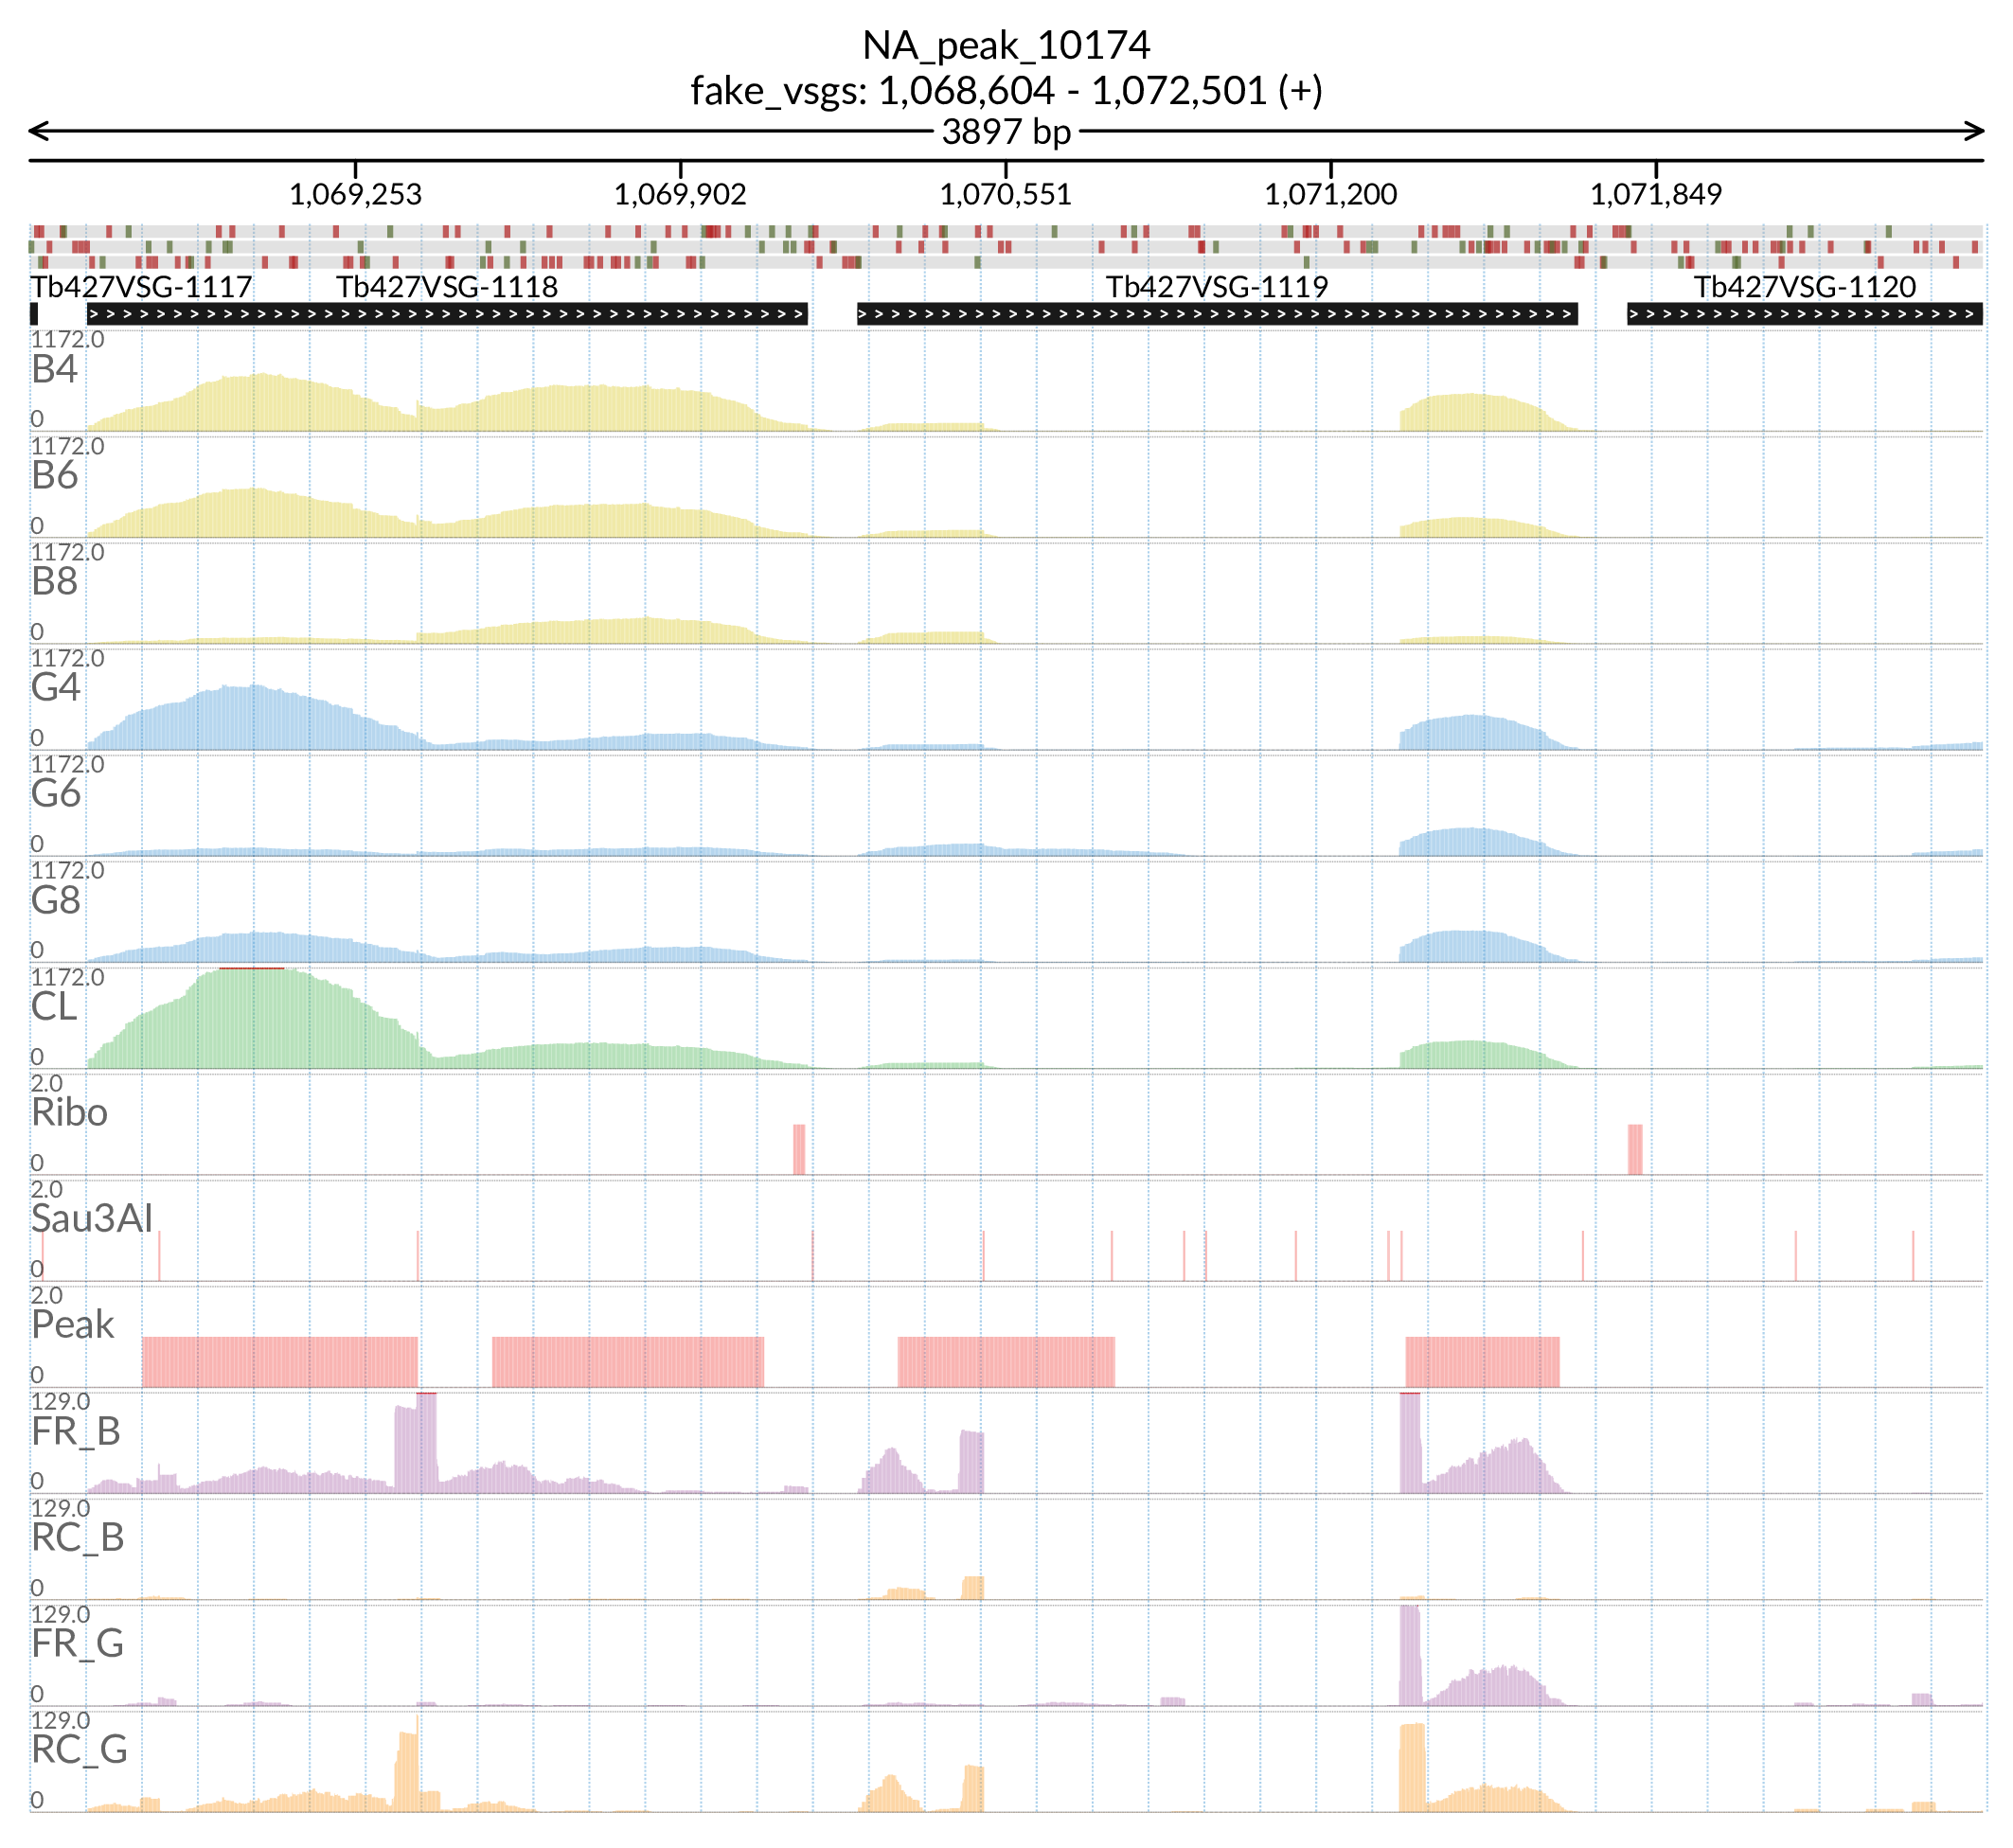 NA_peak_10174
fake_vsgs: 1,068,604 - 1,072,501 (+)
3897 bp
1,069,253 1,069,902 1,070,551 1,071,200 1,071,849
Tb427VSG-1117 Tb427VSG-1118 Tb427VSG-1119 Tb427VSG-1120
1172.0
B4
0
1172.0
B6
0
1172.0
B8
0
1172.0
G4
0
1172.0
G6
0
1172.0
G8
0
1172.0
CL
0
2.0
Ribo
0
2.0
Sau3AI
0
2.0
Peak
0
129.0
FR_B
0
129.0
RC_B
0
129.0
FR_G
0
129.0
RC_G
0